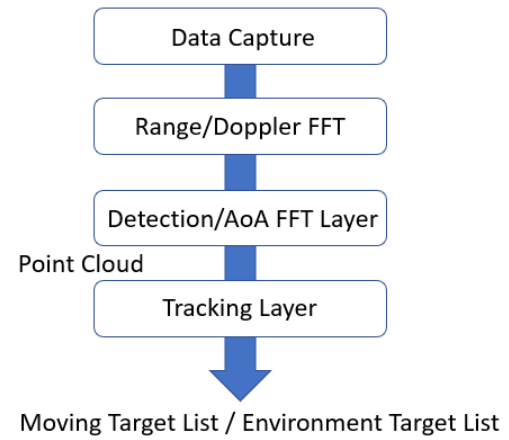 Data Capture
Range/Doppler FFT
Detection/AoA FFT Layer
Point Cloud
Tracking Layer
Moving Target List / Environment Target List